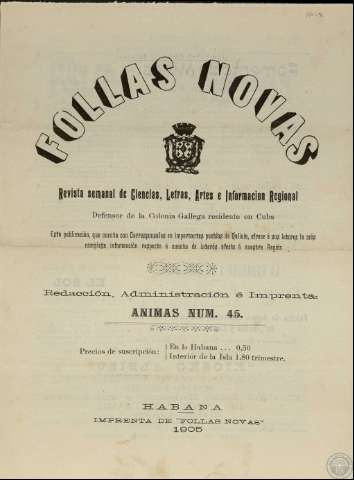 FOLLAS NOVAS
Revista semanal de Ciencias, Letras, Artes e Informacion Regional
Defensor de la Colonia Gallega residente en Cuba
Esta publicación, que cuenta con Corresponsales en importantes pueblos de Galicia, ofrece á sus lectores la más
completa información respecto á cuanto de interés afecta á nuestra Región
Redacción, Administración é Imprenta:
ANIMAS NUM. 45.
Precios de suscripción:
En la Habana ... 0,50
Interior de la Isla 1.80 trimestre.
HABANA
IMPRENTA DE "FOLLAS NOVAS"
1905